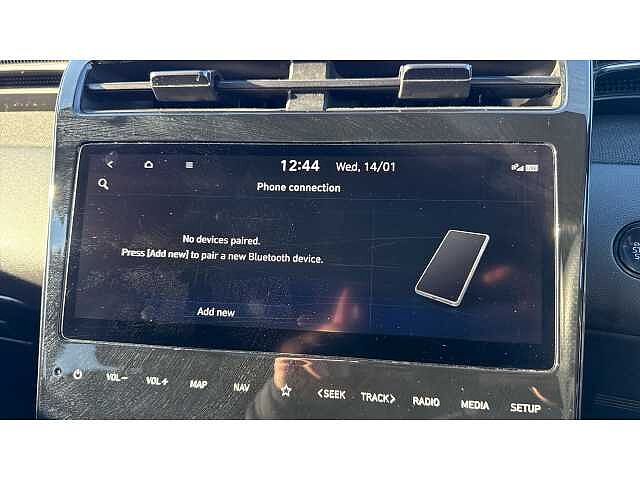 12:44 Wed, 14/01
Phone connection
No devices paired.
Press [Add new] to pair a new Bluetooth device.
Add new
VOL− VOL+ MAP NAV <SEEK TRACK> RADIO MEDIA SETUP